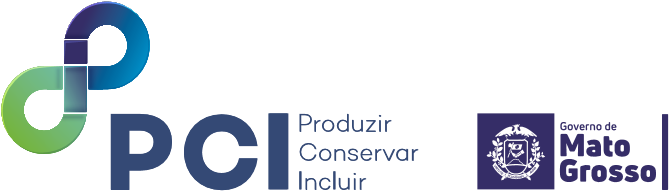 PCI
Produzir
Conservar
Incluir
Governo de
Mato
Grosso